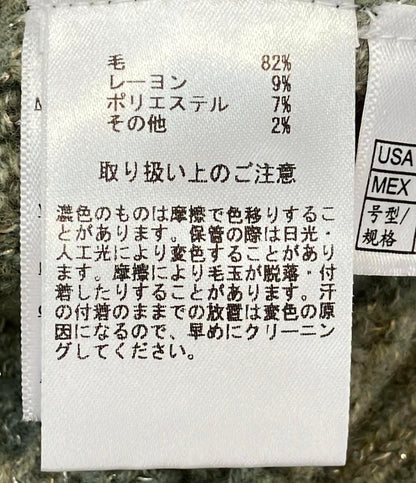 毛 82%
レーヨン 9%
ポリエステル 7%
その他 2%
取り扱い上のご注意
濃色のものは摩擦で色移りするこ
とがあります。保管の際は日光・
人工光により変色することがあり
ます。摩擦により毛玉が脱落・付
着したりすることがあります。汗
の付着のままでの放置は変色の原
因になるので、早めにクリーニン
グしてください。
USA
MEX
号型/
规格